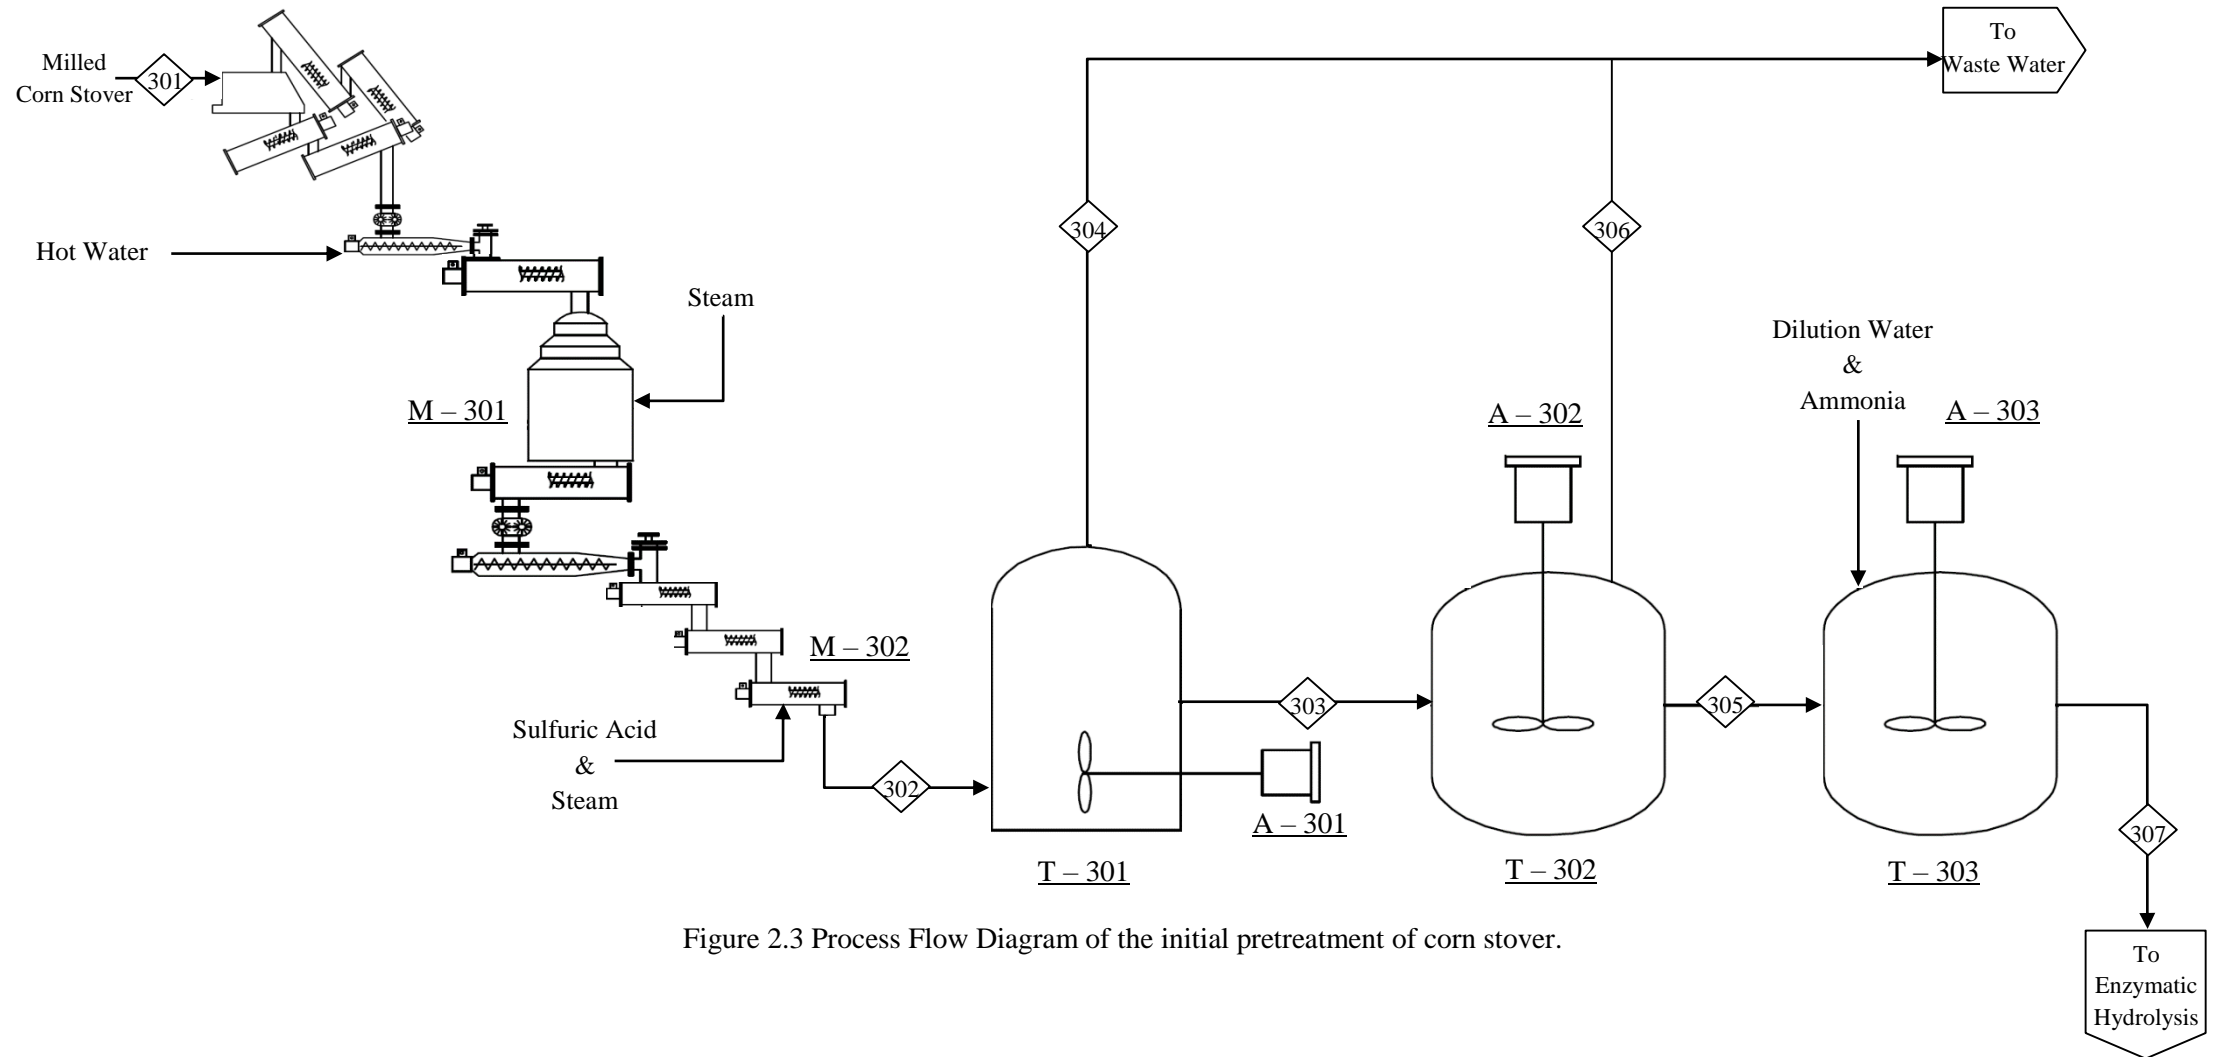 To
Waste Water
Milled
Corn Stover
301
304
306
Hot Water
Steam
Dilution Water
&
Ammonia
M – 301
A – 302
A – 303
M – 302
Sulfuric Acid
&
Steam
302
303
305
A – 301
307
T – 301
T – 302
T – 303
Figure 2.3 Process Flow Diagram of the initial pretreatment of corn stover.
To
Enzymatic
Hydrolysis